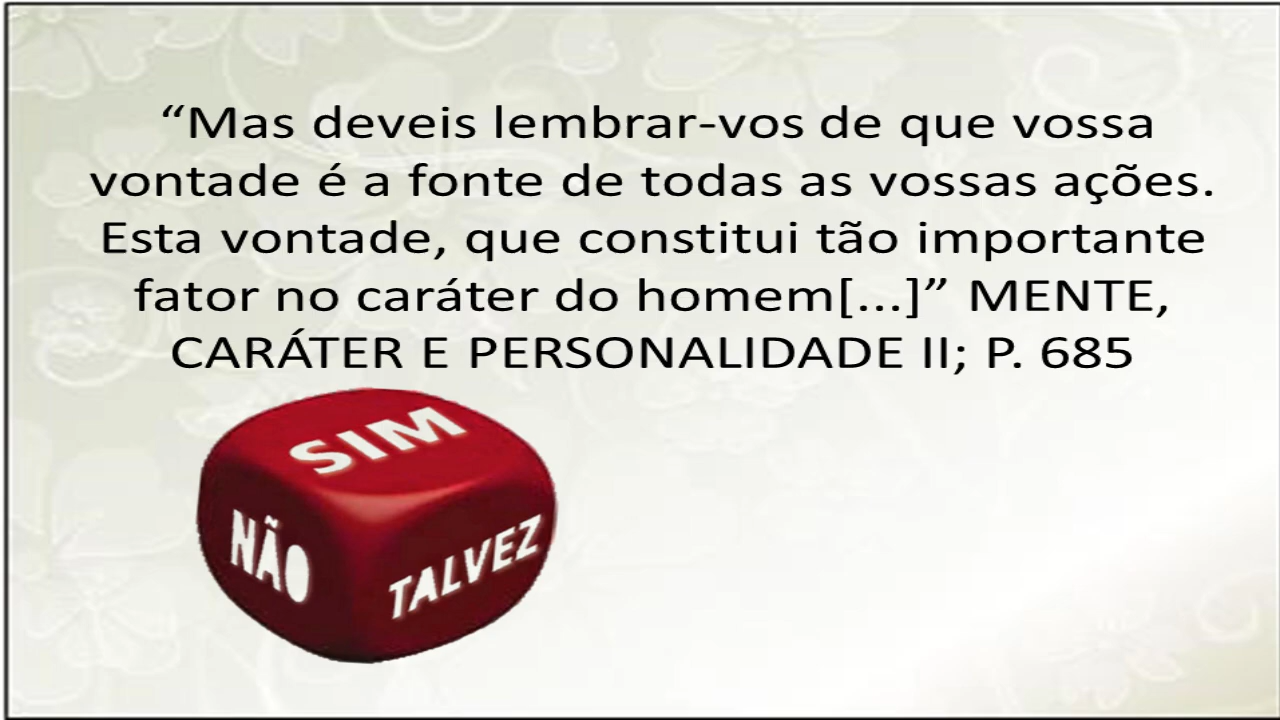 “Mas deveis lembrar-vos de que vossa
vontade é a fonte de todas as vossas ações.
Esta vontade, que constitui tão importante
fator no caráter do homem[...]” MENTE,
CARÁTER E PERSONALIDADE II; P. 685
SIM
NÃO
TALVEZ